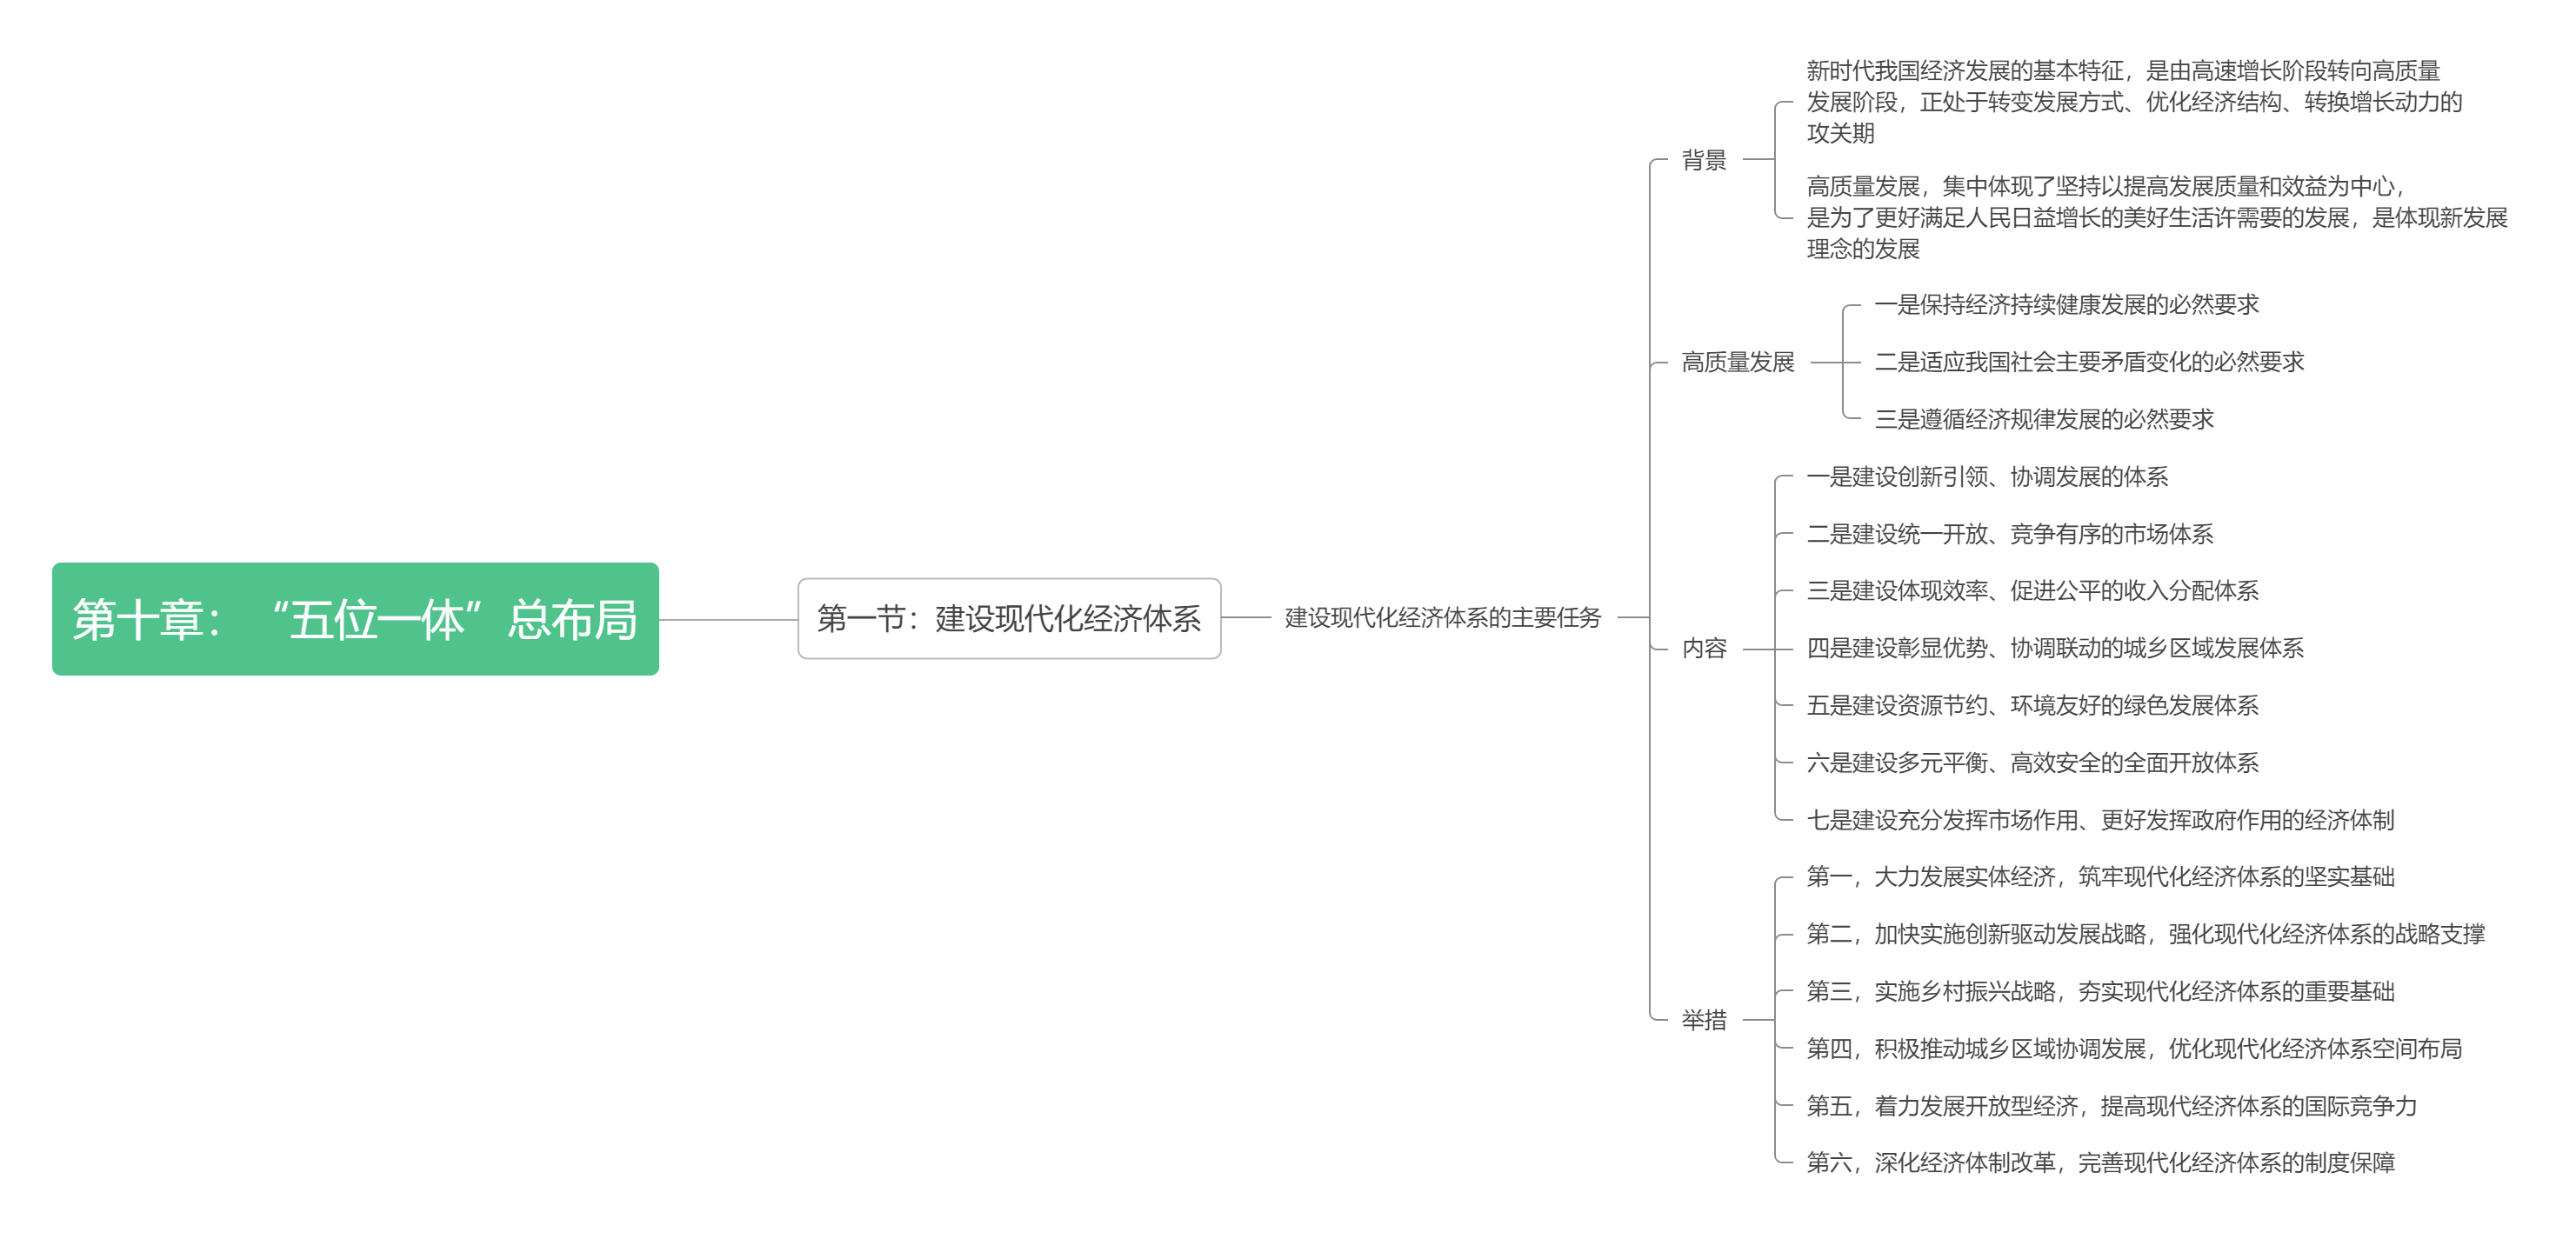 第十章：“五位一体”总布局
第一节：建设现代化经济体系
建设现代化经济体系的主要任务
背景
新时代我国经济发展的基本特征，是由高速增长阶段转向高质量
发展阶段，正处于转变发展方式、优化经济结构、转换增长动力的
攻关期
高质量发展，集中体现了坚持以提高发展质量和效益为中心，
是为了更好满足人民日益增长的美好生活许需要的发展，是体现新发展
理念的发展
高质量发展
一是保持经济持续健康发展的必然要求
二是适应我国社会主要矛盾变化的必然要求
三是遵循经济规律发展的必然要求
内容
一是建设创新引领、协调发展的体系
二是建设统一开放、竞争有序的市场体系
三是建设体现效率、促进公平的收入分配体系
四是建设彰显优势、协调联动的城乡区域发展体系
五是建设资源节约、环境友好的绿色发展体系
六是建设多元平衡、高效安全的全面开放体系
七是建设充分发挥市场作用、更好发挥政府作用的经济体制
举措
第一，大力发展实体经济，筑牢现代化经济体系的坚实基础
第二，加快实施创新驱动发展战略，强化现代化经济体系的战略支撑
第三，实施乡村振兴战略，夯实现代化经济体系的重要基础
第四，积极推动城乡区域协调发展，优化现代化经济体系空间布局
第五，着力发展开放型经济，提高现代经济体系的国际竞争力
第六，深化经济体制改革，完善现代化经济体系的制度保障